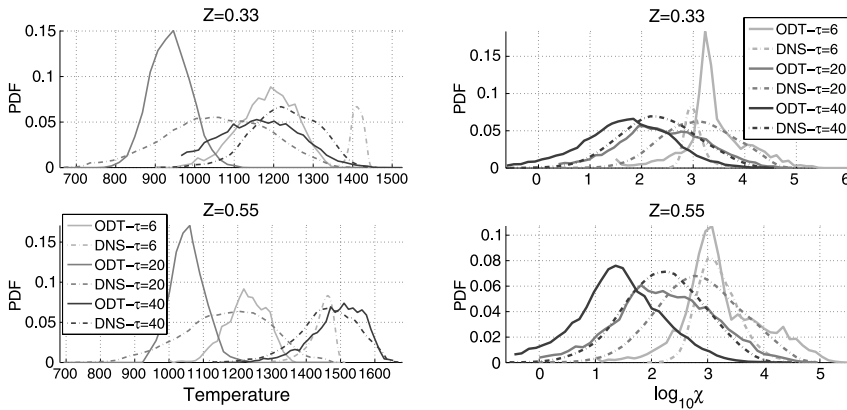 Z=0.33
PDF
0.15
0.1
0.05
0
700 800 900 1000 1100 1200 1300 1400 1500
Z=0.33
PDF
0.15
0.1
0.05
0
0 1 2 3 4 5 6
ODT-τ=6
DNS-τ=6
ODT-τ=20
DNS-τ=20
ODT-τ=40
DNS-τ=40
Z=0.55
PDF
0.15
0.1
0.05
0
ODT-τ=6
DNS-τ=6
ODT-τ=20
DNS-τ=20
ODT-τ=40
DNS-τ=40
700 800 900 1000 1100 1200 1300 1400 1500 1600
Temperature
Z=0.55
PDF
0.1
0.08
0.06
0.04
0.02
0
0 1 2 3 4 5 6
log₁₀χ